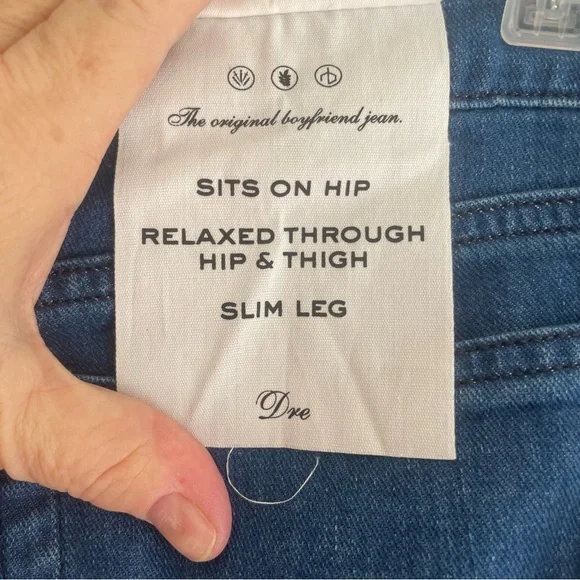 The original boyfriend jean.
SITS ON HIP
RELAXED THROUGH
HIP & THIGH
SLIM LEG
Dre